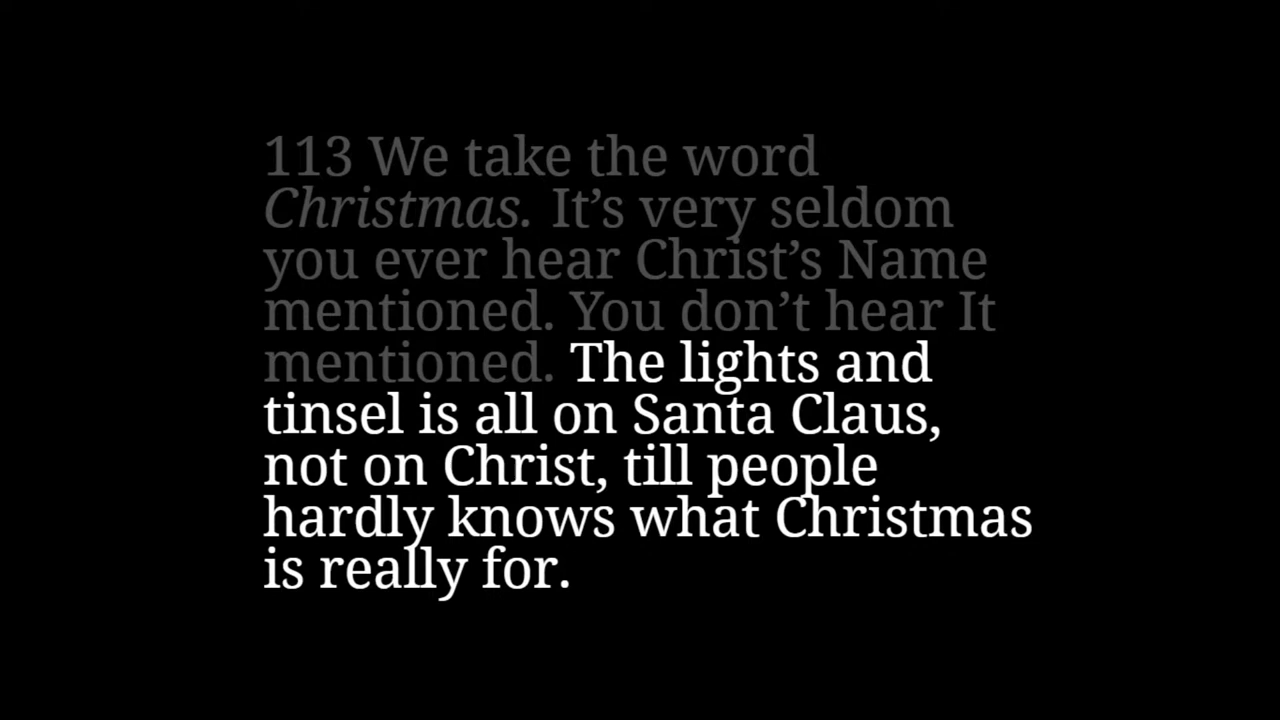 113 We take the word
Christmas. It’s very seldom
you ever hear Christ’s Name
mentioned. You don’t hear It
mentioned. The lights and
tinsel is all on Santa Claus,
not on Christ, till people
hardly knows what Christmas
is really for.